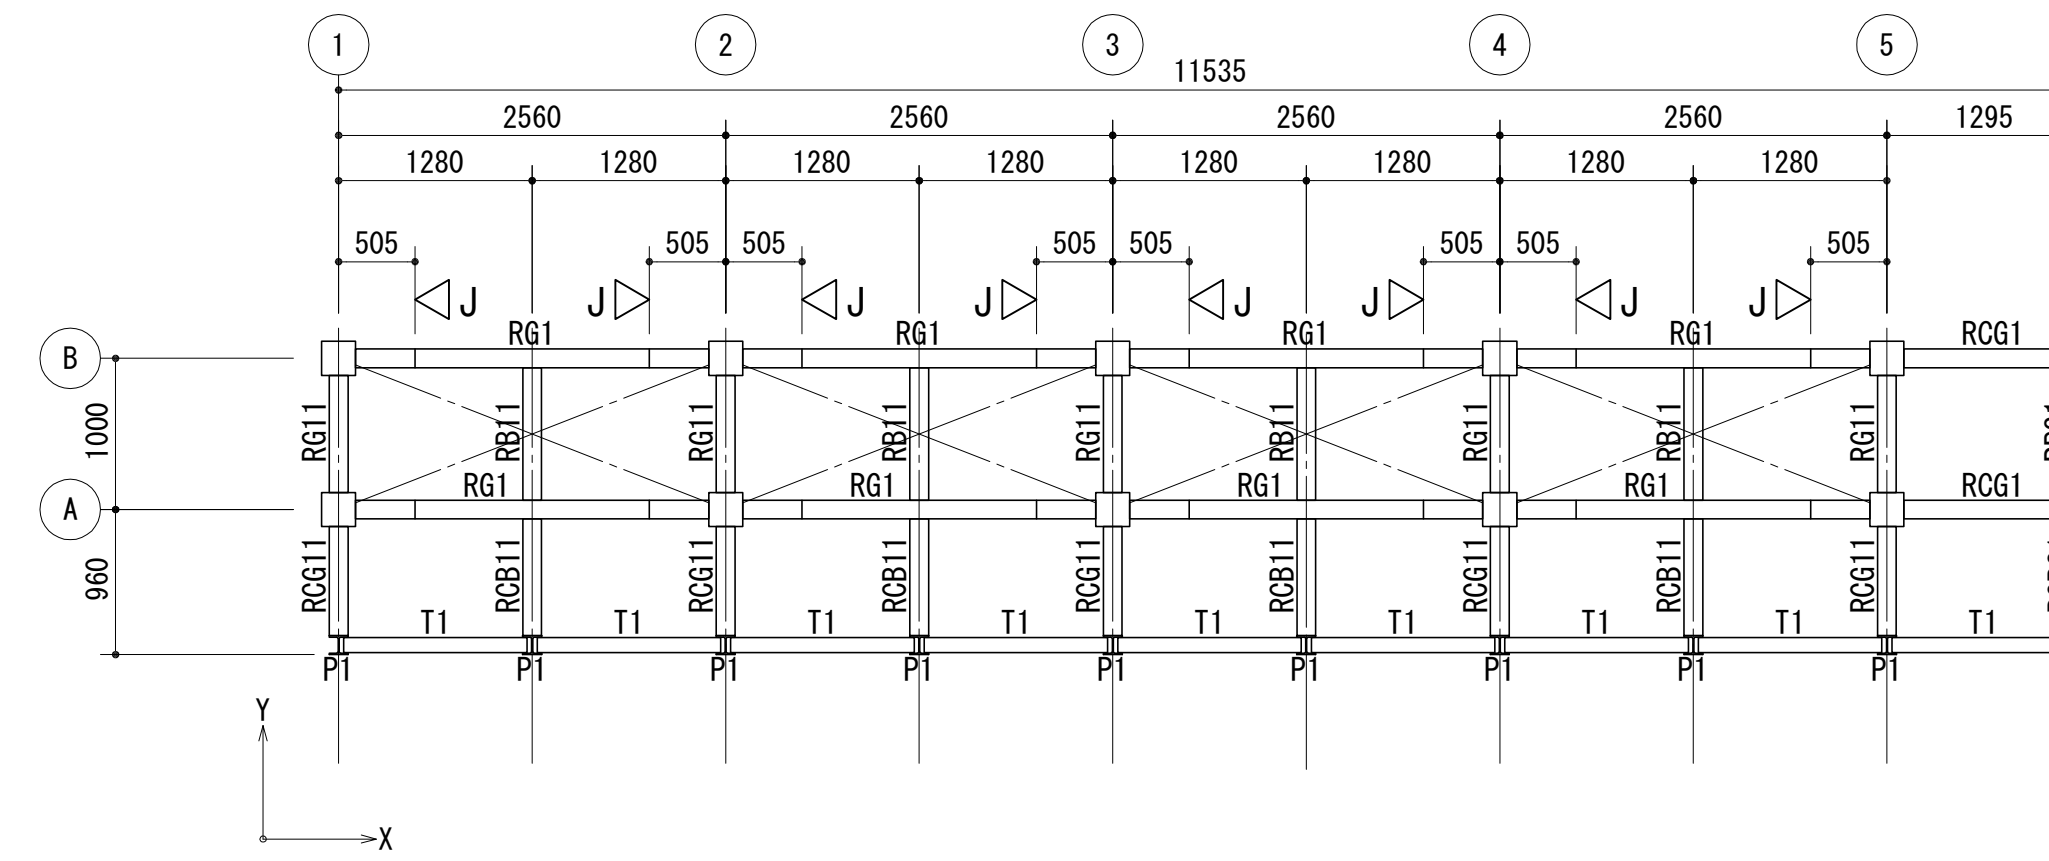 1 2 3 4 5
11535
2560 2560 2560 2560 1295
1280 1280 1280 1280 1280 1280 1280 1280
505 505 505 505 505 505 505 505
J J J J J J J J
RG1 RG1 RG1 RG1 RCG1
B
RG11 RB11 RG11 RB11 RG11 RB11 RG11 RB11 RG11
1000
RG1 RG1 RG1 RG1 RCG1
A
RCG11 RCB11 RCG11 RCB11 RCG11 RCB11 RCG11 RCB11 RCG11
960
T1 T1 T1 T1 T1 T1 T1 T1 T1
P1 P1 P1 P1 P1 P1 P1 P1 P1
Y
X